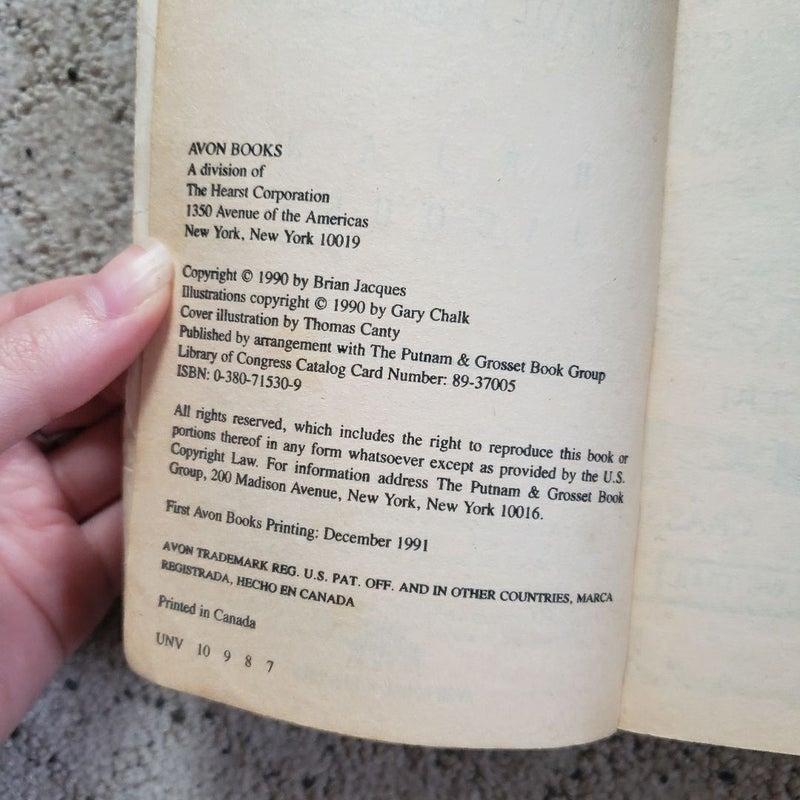 AVON BOOKS
A division of
The Hearst Corporation
1350 Avenue of the Americas
New York, New York 10019
Copyright © 1990 by Brian Jacques
Illustrations copyright © 1990 by Gary Chalk
Cover illustration by Thomas Canty
Published by arrangement with The Putnam & Grosset Book Group
Library of Congress Catalog Card Number: 89-37005
ISBN: 0-380-71530-9
All rights reserved, which includes the right to reproduce this book or
portions thereof in any form whatsoever except as provided by the U.S.
Copyright Law. For information address The Putnam & Grosset Book
Group, 200 Madison Avenue, New York, New York 10016.
First Avon Books Printing: December 1991
AVON TRADEMARK REG. U.S. PAT. OFF. AND IN OTHER COUNTRIES, MARCA
REGISTRADA, HECHO EN CANADA
Printed in Canada
UNV 10 9 8 7